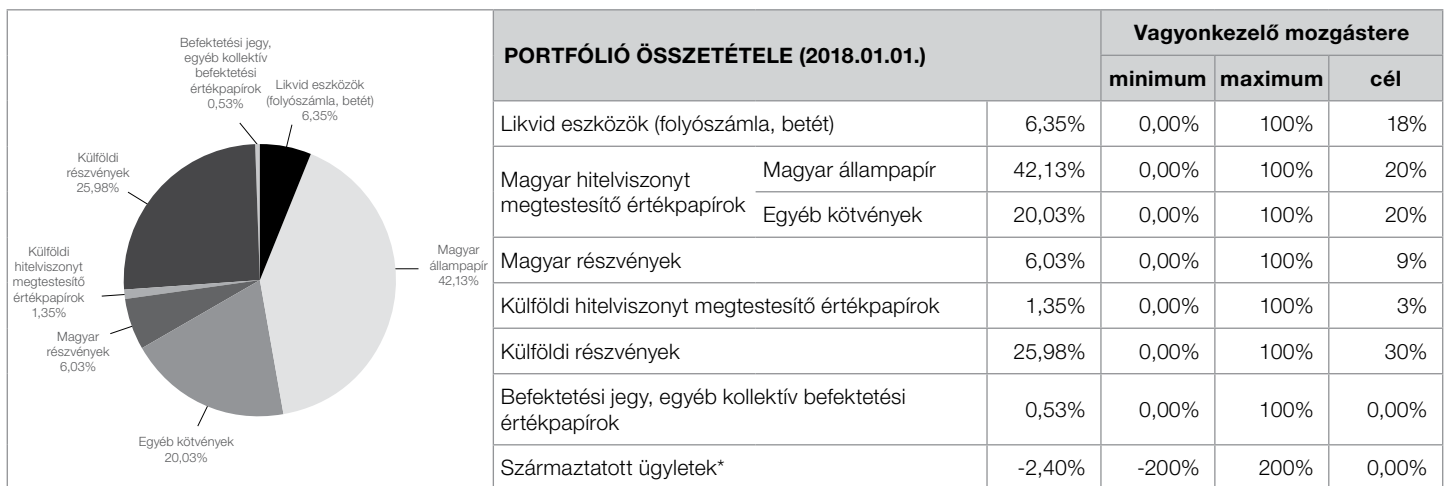 Befektetési jegy,
egyéb kollektív
befektetési
értékpapírok
0,53%
Likvid eszközök
(folyószámla, betét)
6,35%
Külföldi
részvények
25,98%
Külföldi
hitelviszonyt
megtestesítő
értékpapírok
1,35%
Magyar
részvények
6,03%
Magyar
állampapír
42,13%
Egyéb kötvények
20,03%
PORTFÓLIÓ ÖSSZETÉTELE (2018.01.01.) Vagyonkezelő mozgástere
minimum maximum cél
Likvid eszközök (folyószámla, betét) 6,35% 0,00% 100% 18%
Magyar hitelviszonyt
megtestesítő értékpapírok
Magyar állampapír 42,13% 0,00% 100% 20%
Egyéb kötvények 20,03% 0,00% 100% 20%
Magyar részvények 6,03% 0,00% 100% 9%
Külföldi hitelviszonyt megtestesítő értékpapírok 1,35% 0,00% 100% 3%
Külföldi részvények 25,98% 0,00% 100% 30%
Befektetési jegy, egyéb kollektív befektetési
értékpapírok 0,53% 0,00% 100% 0,00%
Származtatott ügyletek* -2,40% -200% 200% 0,00%